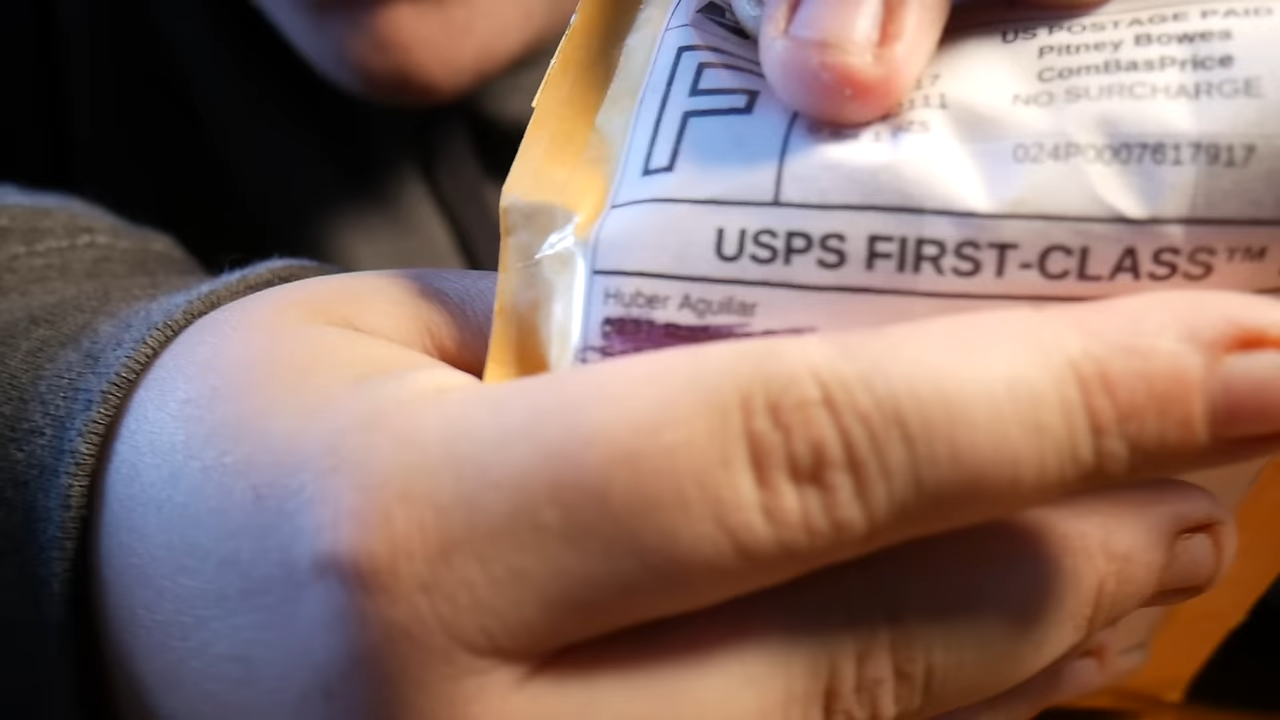 F
US POSTAGE PAID
Pitney Bowes
ComBasPrice
NO SURCHARGE
024P0007617917
USPS FIRST-CLASS™
Huber Aguilar